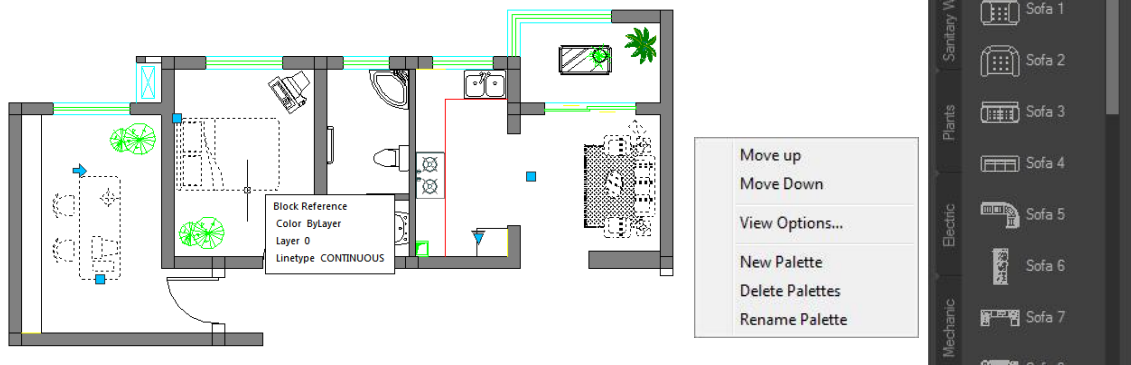 Block Reference
Color ByLayer
Layer 0
Linetype CONTINUOUS
Move up
Move Down
View Options...
New Palette
Delete Palettes
Rename Palette
Sanitary W
Plants
Electric
Mechanic
Sofa 1
Sofa 2
Sofa 3
Sofa 4
Sofa 5
Sofa 6
Sofa 7